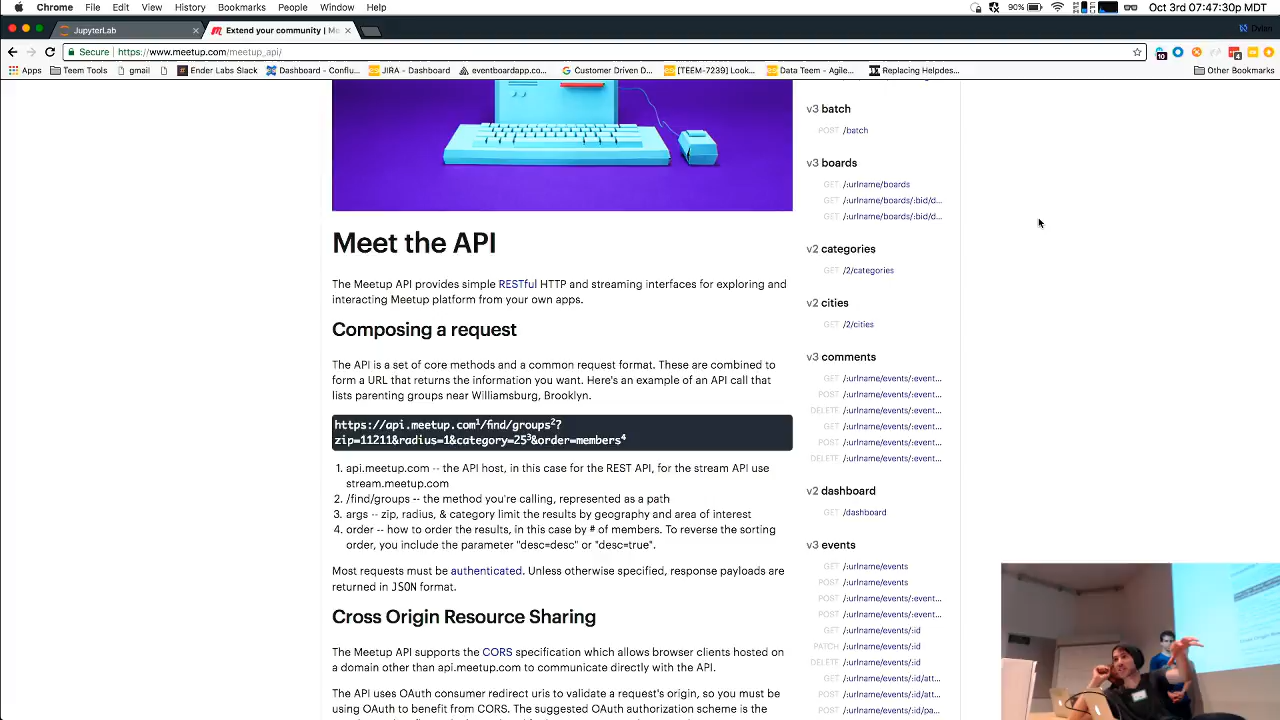 Chrome File Edit View History Bookmarks People Window Help 90% Oct 3rd 07:47:30pm MDT
JupyterLab Extend your community | Mo Dylan
Secure https://www.meetup.com/meetup_api/
Apps Teem Tools gmail Ender Labs Slack Dashboard - Conflu... JIRA - Dashboard eventboardapp.co... Customer Driven D... [TEEM-7239] Look... Data Teem - Agile... Replacing Helpdes... Other Bookmarks
Meet the API
The Meetup API provides simple RESTful HTTP and streaming interfaces for exploring and
interacting Meetup platform from your own apps.
Composing a request
The API is a set of core methods and a common request format. These are combined to
form a URL that returns the information you want. Here's an example of an API call that
lists parenting groups near Williamsburg, Brooklyn.
https://api.meetup.com¹/find/groups²?
zip=11211&radius=1&category=25³&order=members⁴
1. api.meetup.com -- the API host, in this case for the REST API, for the stream API use
stream.meetup.com
2. /find/groups -- the method you're calling, represented as a path
3. args -- zip, radius, & category limit the results by geography and area of interest
4. order -- how to order the results, in this case by # of members. To reverse the sorting
order, you include the parameter "desc=desc" or "desc=true".
Most requests must be authenticated. Unless otherwise specified, response payloads are
returned in JSON format.
Cross Origin Resource Sharing
The Meetup API supports the CORS specification which allows browser clients hosted on
a domain other than api.meetup.com to communicate directly with the API.
The API uses OAuth consumer redirect uris to validate a request's origin, so you must be
using OAuth to benefit from CORS. The suggested OAuth authorization scheme is the
v3 batch
POST /batch
v3 boards
GET /:urlname/boards
GET /:urlname/boards/:bid/d...
GET /:urlname/boards/:bid/d...
v2 categories
GET /2/categories
v2 cities
GET /2/cities
v3 comments
GET /:urlname/events/:event...
POST /:urlname/events/:event...
DELETE /:urlname/events/:event...
GET /:urlname/events/:event...
POST /:urlname/events/:event...
DELETE /:urlname/events/:event...
v2 dashboard
GET /dashboard
v3 events
GET /:urlname/events
POST /:urlname/events
POST /:urlname/events/:event...
POST /:urlname/events/:event...
GET /:urlname/events/:id
PATCH /:urlname/events/:id
DELETE /:urlname/events/:id
GET /:urlname/events/:id/att...
POST /:urlname/events/:id/att...
POST /:urlname/events/:id/pa...